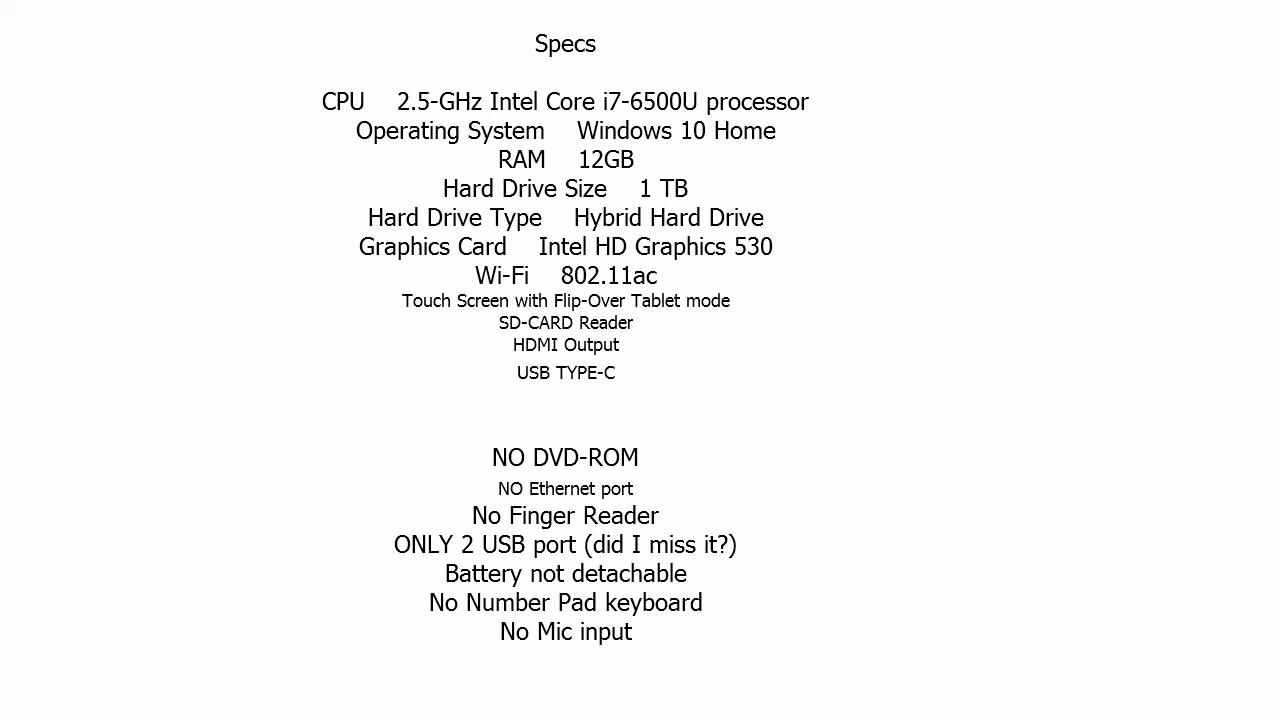 Specs
CPU 2.5-GHz Intel Core i7-6500U processor
Operating System Windows 10 Home
RAM 12GB
Hard Drive Size 1 TB
Hard Drive Type Hybrid Hard Drive
Graphics Card Intel HD Graphics 530
Wi-Fi 802.11ac
Touch Screen with Flip-Over Tablet mode
SD-CARD Reader
HDMI Output
USB TYPE-C
NO DVD-ROM
NO Ethernet port
No Finger Reader
ONLY 2 USB port (did I miss it?)
Battery not detachable
No Number Pad keyboard
No Mic input